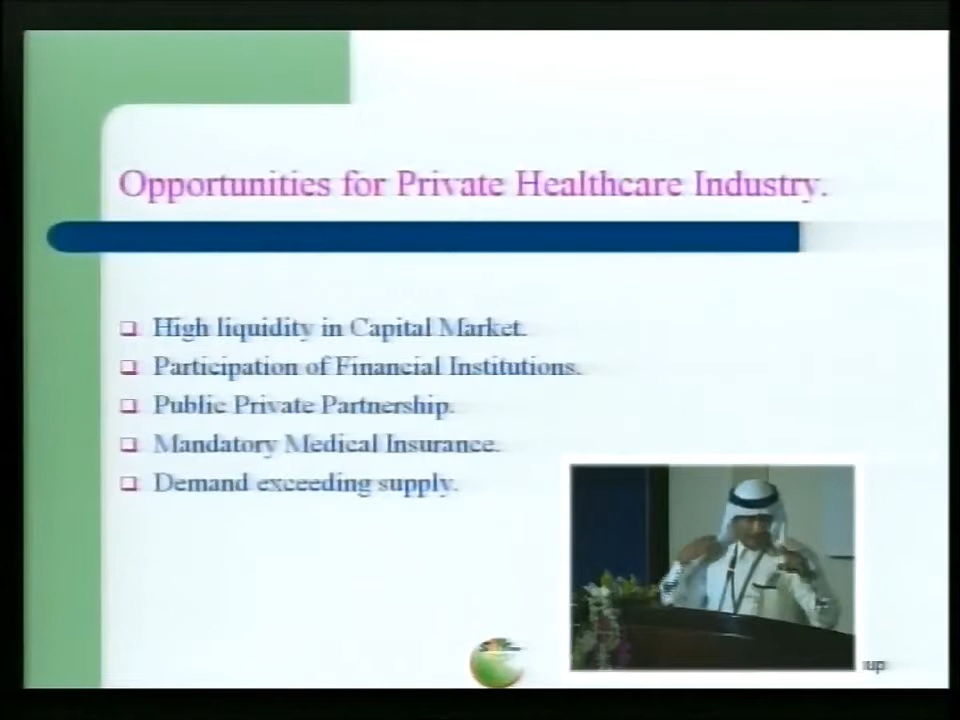 Opportunities for Private Healthcare Industry.
High liquidity in Capital Market.
Participation of Financial Institutions.
Public Private Partnership.
Mandatory Medical Insurance.
Demand exceeding supply.